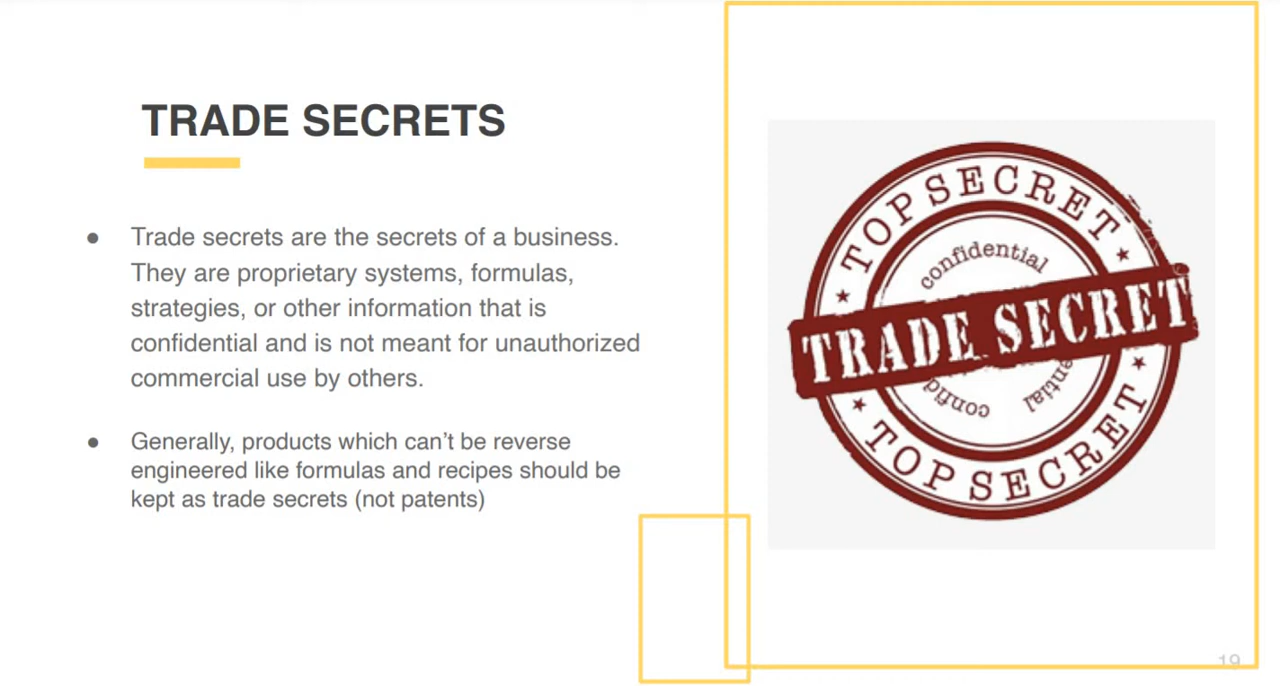 TRADE SECRETS
● Trade secrets are the secrets of a business.
They are proprietary systems, formulas,
strategies, or other information that is
confidential and is not meant for unauthorized
commercial use by others.
● Generally, products which can’t be reverse
engineered like formulas and recipes should be
kept as trade secrets (not patents)
TOP SECRET
confidential
TRADE SECRET
confid
ential
TOP SECRET
19